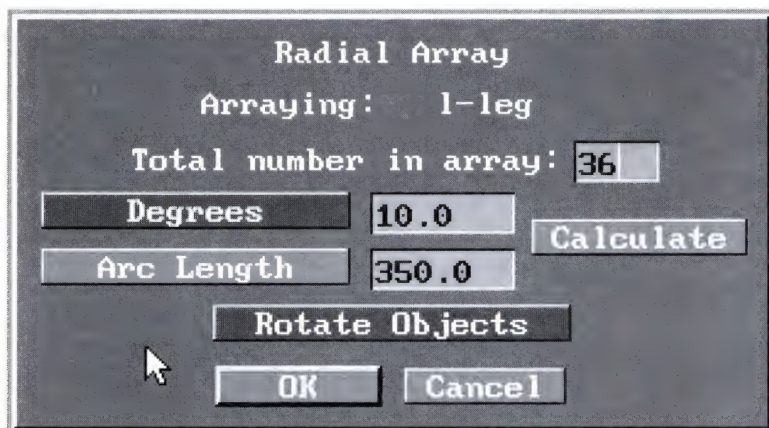 Radial Array
Arraying: l-leg
Total number in array: 36
Degrees 10.0
Calculate
Arc Length 350.0
Rotate Objects
OK Cancel